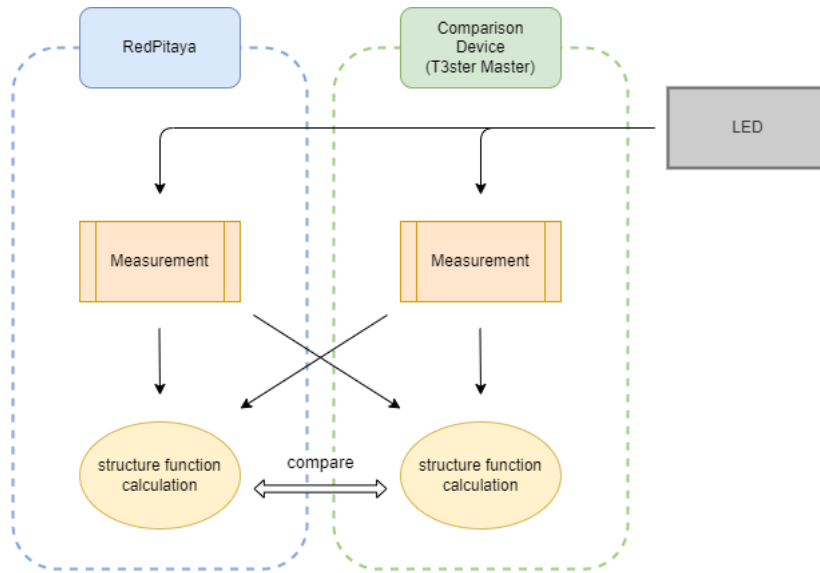 RedPitaya
Comparison
Device
(T3ster Master)
LED
Measurement
Measurement
structure function
calculation
compare
structure function
calculation